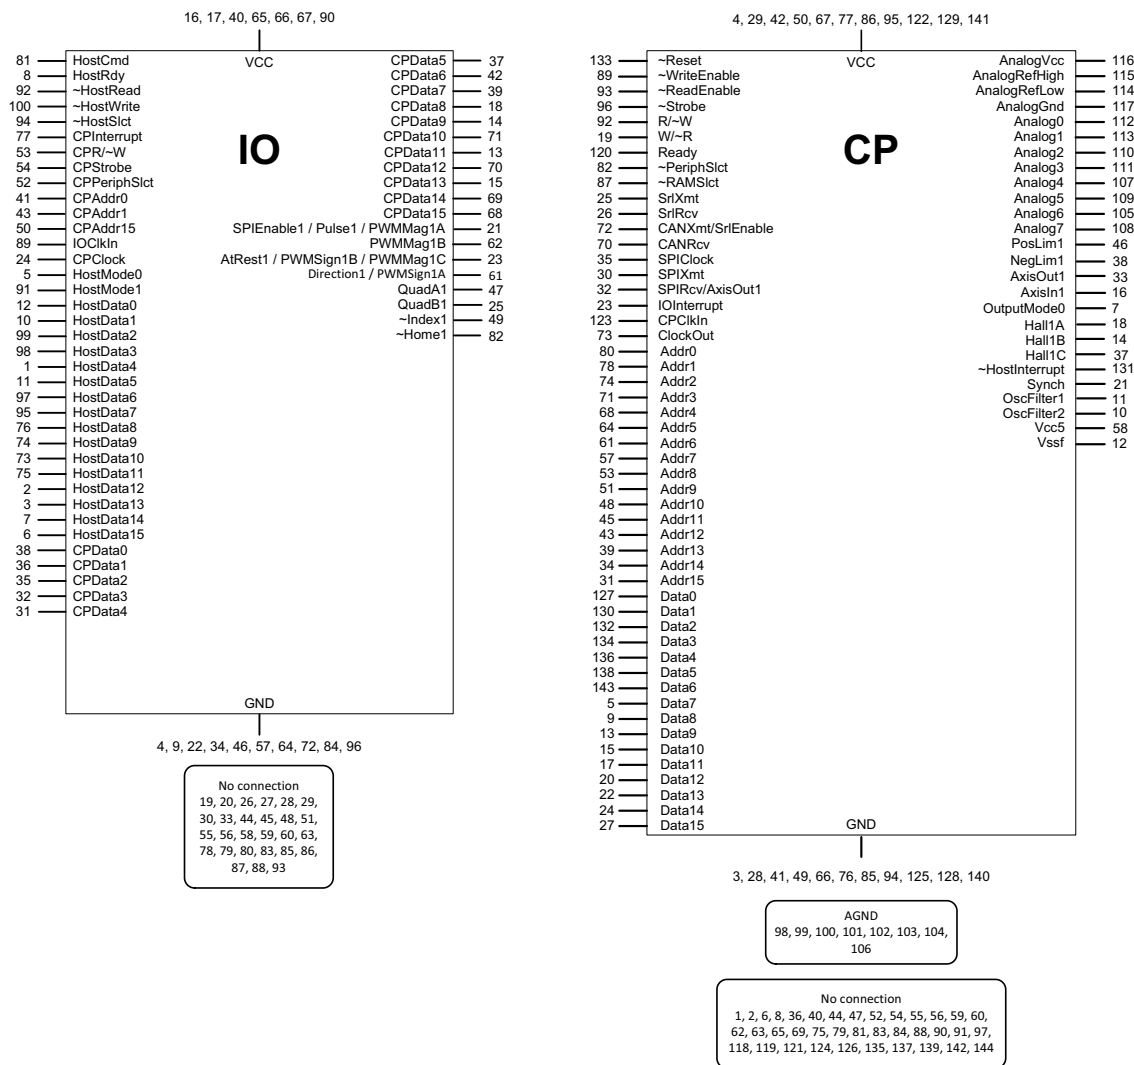 16, 17, 40, 65, 66, 67, 90
VCC
IO
81 HostCmd
8 HostRdy
92 ~HostRead
100 ~HostWrite
94 ~HostSlct
77 CPInterrupt
53 CPR/~W
54 CPStrobe
52 CPPeriphSlct
41 CPAddr0
43 CPAddr1
50 CPAddr15
89 IOClkIn
24 CPClock
5 HostMode0
91 HostMode1
12 HostData0
10 HostData1
99 HostData2
98 HostData3
1 HostData4
11 HostData5
97 HostData6
95 HostData7
76 HostData8
74 HostData9
73 HostData10
75 HostData11
2 HostData12
3 HostData13
7 HostData14
6 HostData15
38 CPData0
36 CPData1
35 CPData2
32 CPData3
31 CPData4
CPData5 37
CPData6 42
CPData7 39
CPData8 18
CPData9 14
CPData10 71
CPData11 13
CPData12 70
CPData13 15
CPData14 69
CPData15 68
SPIEnable1 / Pulse1 / PWMMag1A 21
PWMMag1B 62
AtRest1 / PWMSign1B / PWMMag1C 23
Direction1 / PWMSign1A 61
QuadA1 47
QuadB1 25
~Index1 49
~Home1 82
GND
4, 9, 22, 34, 46, 57, 64, 72, 84, 96
No connection
19, 20, 26, 27, 28, 29,
30, 33, 44, 45, 48, 51,
55, 56, 58, 59, 60, 63,
78, 79, 80, 83, 85, 86,
87, 88, 93
4, 29, 42, 50, 67, 77, 86, 95, 122, 129, 141
VCC
CP
133 ~Reset
89 ~WriteEnable
93 ~ReadEnable
96 ~Strobe
92 R/~W
19 W/~R
120 Ready
82 ~PeriphSlct
87 ~RAMSlct
25 SrlXmt
26 SrlRcv
72 CANXmt/SrlEnable
70 CANRcv
35 SPIClock
30 SPIXmt
32 SPIRcv/AxisOut1
23 IOInterrupt
123 CPClkIn
73 ClockOut
80 Addr0
78 Addr1
74 Addr2
71 Addr3
68 Addr4
64 Addr5
61 Addr6
57 Addr7
53 Addr8
51 Addr9
48 Addr10
45 Addr11
43 Addr12
39 Addr13
34 Addr14
31 Addr15
127 Data0
130 Data1
132 Data2
134 Data3
136 Data4
138 Data5
143 Data6
5 Data7
9 Data8
13 Data9
15 Data10
17 Data11
20 Data12
22 Data13
24 Data14
27 Data15
AnalogVcc 116
AnalogRefHigh 115
AnalogRefLow 114
AnalogGnd 117
Analog0 112
Analog1 113
Analog2 110
Analog3 111
Analog4 107
Analog5 109
Analog6 105
Analog7 108
PosLim1 46
NegLim1 38
AxisOut1 33
AxisIn1 16
OutputMode0 7
Hall1A 18
Hall1B 14
Hall1C 37
~HostInterrupt 131
Synch 21
OscFilter1 11
OscFilter2 10
Vcc5 58
Vssf 12
GND
3, 28, 41, 49, 66, 76, 85, 94, 125, 128, 140
AGND
98, 99, 100, 101, 102, 103, 104,
106
No connection
1, 2, 6, 8, 36, 40, 44, 47, 52, 54, 55, 56, 59, 60,
62, 63, 65, 69, 75, 79, 81, 83, 84, 88, 90, 91, 97,
118, 119, 121, 124, 126, 135, 137, 139, 142, 144